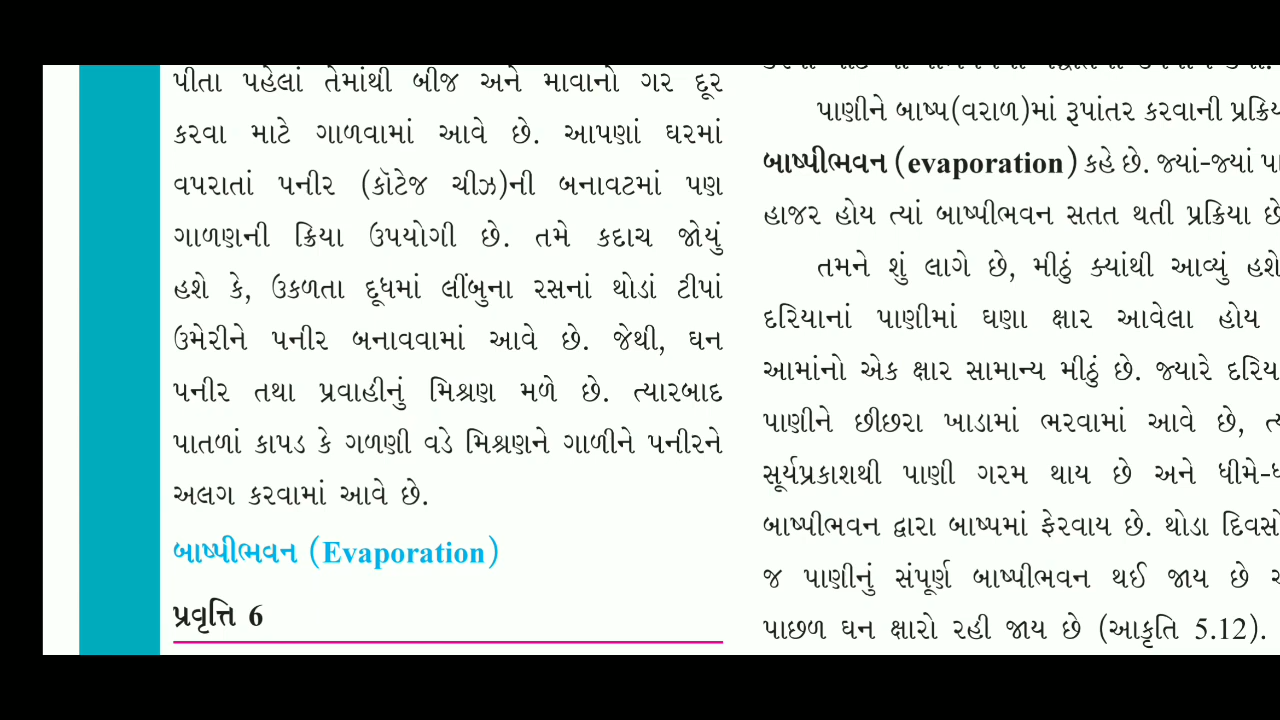 પીતા પહેલાં તેમાંથી બીજ અને માવાનો ગર દૂર
કરવા માટે ગાળવામાં આવે છે. આપણાં ઘરમાં
વપરાતાં પનીર (કૉટેજ ચીઝ)ની બનાવટમાં પણ
ગાળણની ક્રિયા ઉપયોગી છે. તમે કદાચ જોયું
હશે કે, ઉકળતા દૂધમાં લીંબુના રસનાં થોડાં ટીપાં
ઉમેરીને પનીર બનાવવામાં આવે છે. જેથી, ઘન
પનીર તથા પ્રવાહીનું મિશ્રણ મળે છે. ત્યારબાદ
પાતળાં કાપડ કે ગળણી વડે મિશ્રણને ગાળીને પનીરને
અલગ કરવામાં આવે છે.
બાષ્પીભવન (Evaporation)
પ્રવૃત્તિ 6
પાણીને બાષ્પ(વરાળ)માં રૂપાંતર કરવાની
બાષ્પીભવન (evaporation) કહે છે. જ્યાં-જ્યાં
હાજર હોય ત્યાં બાષ્પીભવન સતત થતી પ્રક્રિયા છે
તમને શું લાગે છે, મીઠું ક્યાંથી આવ્યું હશે
દરિયાનાં પાણીમાં ઘણા ક્ષાર આવેલા હોય
આમાંનો એક ક્ષાર સામાન્ય મીઠું છે. જ્યારે
પાણીને છીછરા ખાડામાં ભરવામાં આવે છે,
સૂર્યપ્રકાશથી પાણી ગરમ થાય છે અને
બાષ્પીભવન દ્વારા બાષ્પમાં ફેરવાય છે. થોડા
જ પાણીનું સંપૂર્ણ બાષ્પીભવન થઈ જાય છે
પાછળ ઘન ક્ષારો રહી જાય છે (આકૃતિ 5.12).